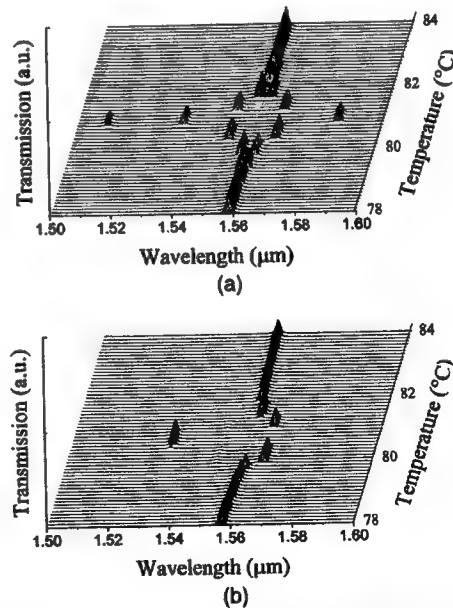 Transmission (a.u.)
84
82
80
78
Temperature (°C)
1.50
1.52
1.54
1.56
1.58
1.60
Wavelength (µm)
(a)
Transmission (a.u.)
84
82
80
78
Temperature (°C)
1.50
1.52
1.54
1.56
1.58
1.60
Wavelength (µm)
(b)